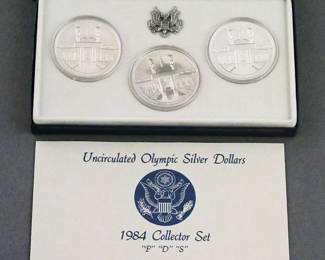 Uncirculated Olympic Silver Dollars
1984 Collector Set
"P" "D" "S"